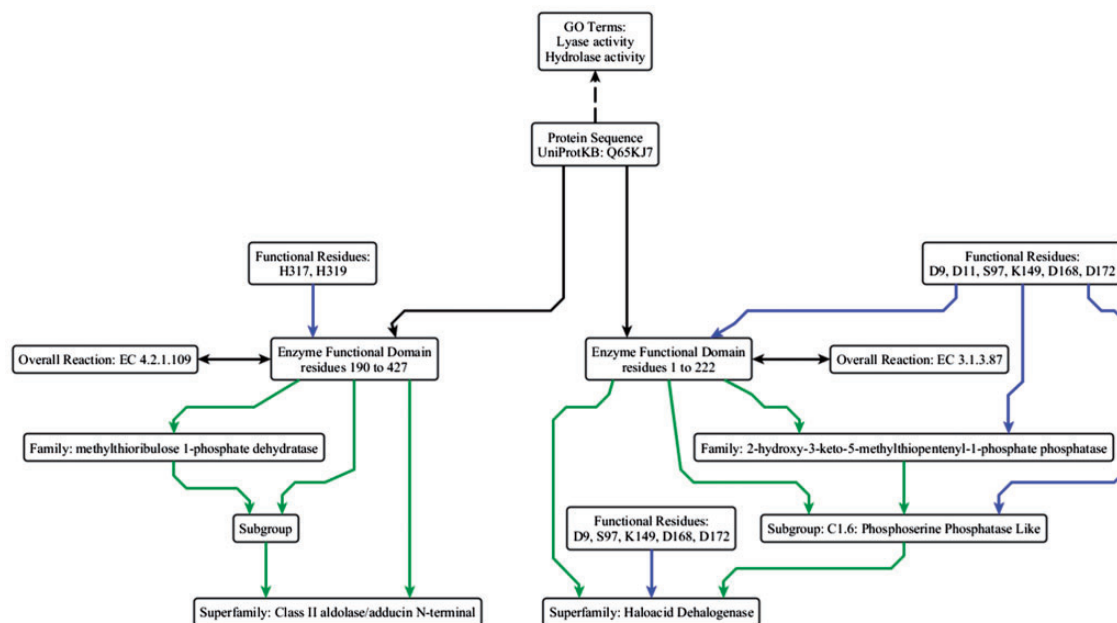 GO Terms:
Lyase activity
Hydrolase activity
Protein Sequence
UniProtKB: Q65KJ7
Functional Residues:
H317, H319
Functional Residues:
D9, D11, S97, K149, D168, D172
Overall Reaction: EC 4.2.1.109
Enzyme Functional Domain
residues 190 to 427
Enzyme Functional Domain
residues 1 to 222
Overall Reaction: EC 3.1.3.87
Family: methylthioribulose 1-phosphate dehydratase
Family: 2-hydroxy-3-keto-5-methylthiopentenyl-1-phosphate phosphatase
Subgroup
Functional Residues:
D9, S97, K149, D168, D172
Subgroup: C1.6: Phosphoserine Phosphatase Like
Superfamily: Class II aldolase/adducin N-terminal
Superfamily: Haloacid Dehalogenase